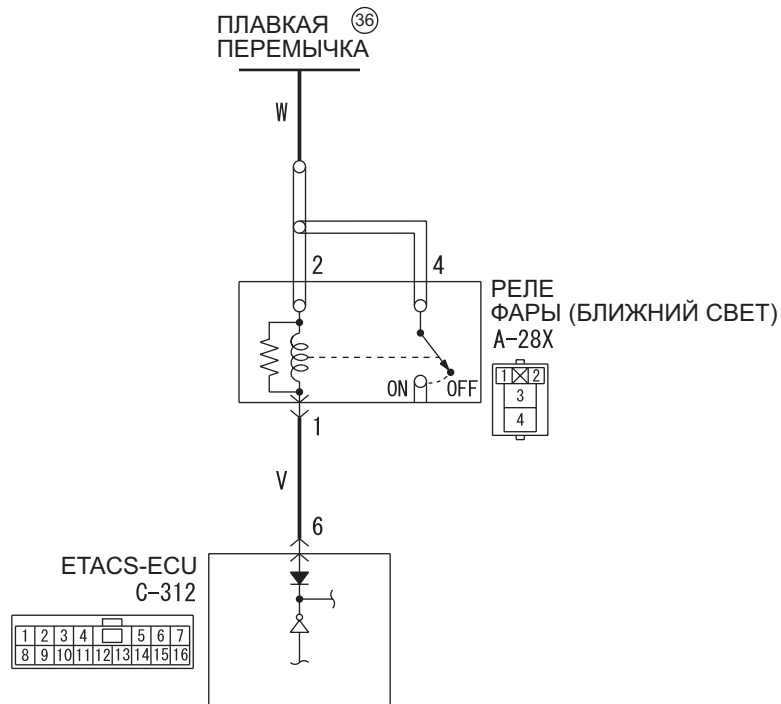 ПЛАВКАЯ 36
ПЕРЕМЫЧКА
W
2 4
РЕЛЕ
ФАРЫ (БЛИЖНИЙ СВЕТ)
A-28X
1 2
3
4
ON OFF
1
V
6
ETACS-ECU
C-312
1 2 3 4 5 6 7
8 9 10 11 12 13 14 15 16